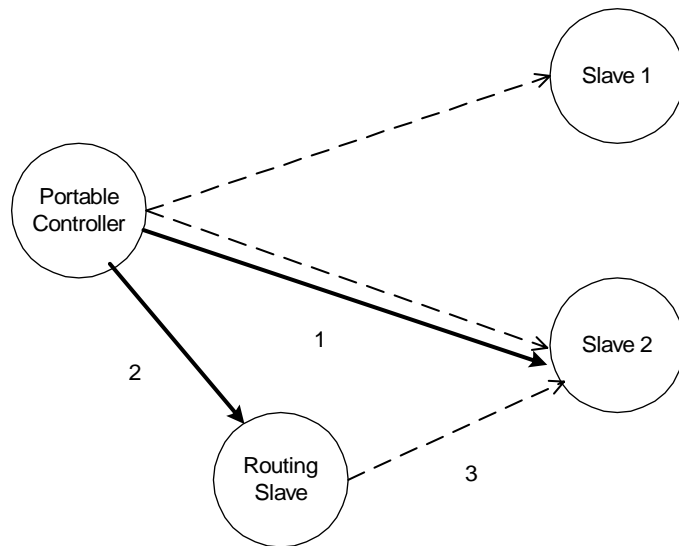 Slave 1
Portable
Controller
1
Slave 2
2
Routing
Slave
3